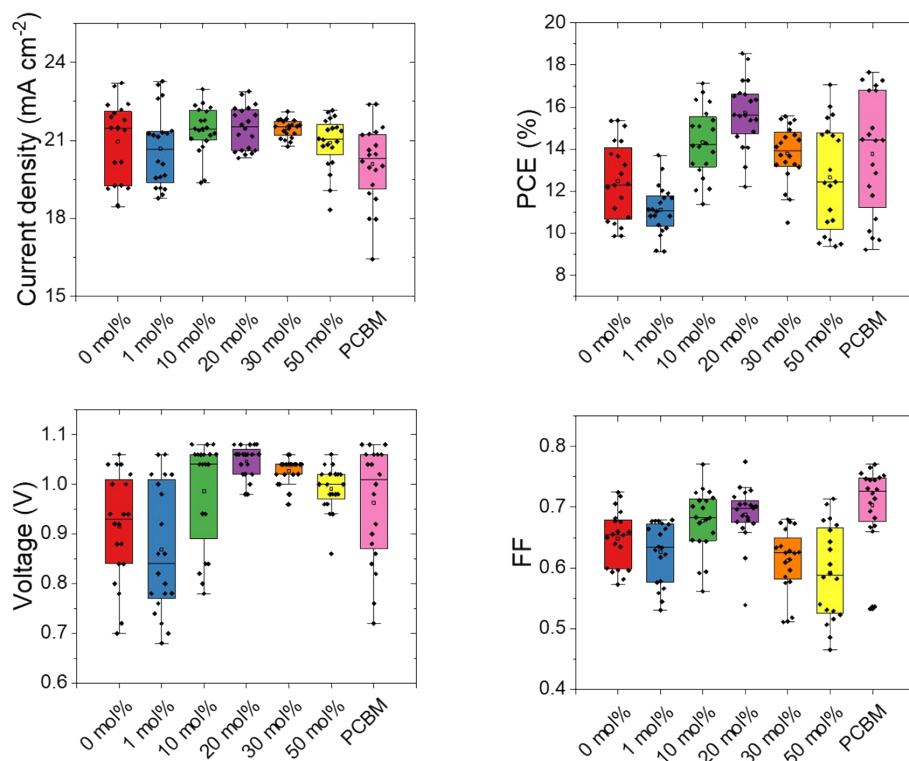 Current density (mA cm⁻²)
24
21
18
15
0 mol%
1 mol%
10 mol%
20 mol%
30 mol%
50 mol%
PCBM
PCE (%)
20
18
16
14
12
10
8
0 mol%
1 mol%
10 mol%
20 mol%
30 mol%
50 mol%
PCBM
Voltage (V)
1.1
1.0
0.9
0.8
0.7
0.6
0 mol%
1 mol%
10 mol%
20 mol%
30 mol%
50 mol%
PCBM
FF
0.8
0.7
0.6
0.5
0.4
0 mol%
1 mol%
10 mol%
20 mol%
30 mol%
50 mol%
PCBM